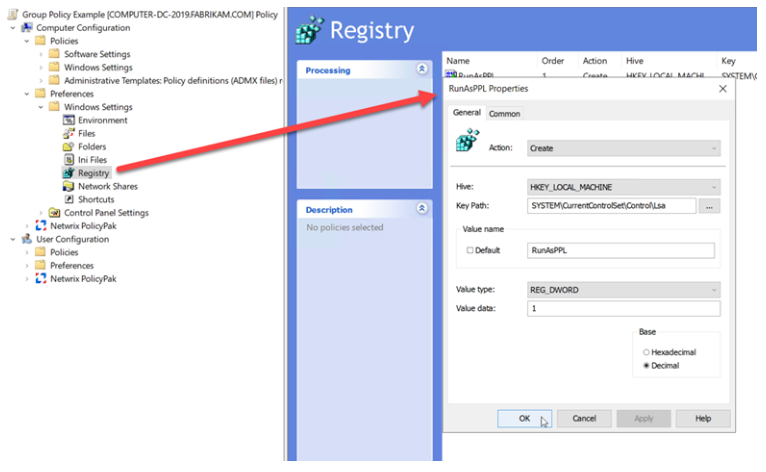 Group Policy Example [COMPUTER-DC-2019.FABRIKAM.COM] Policy
Computer Configuration
Policies
Software Settings
Windows Settings
Administrative Templates: Policy definitions (ADMX files) r
Preferences
Windows Settings
Environment
Files
Folders
Ini Files
Registry
Network Shares
Shortcuts
Control Panel Settings
Netwrix PolicyPak
User Configuration
Policies
Preferences
Netwrix PolicyPak
Registry
Processing
Description
No policies selected
Name Order Action Hive Key
RunAsPPL 1 Create HKEY_LOCAL_MACHI... SYSTEM\C
RunAsPPL Properties
General Common
Action: Create
Hive: HKEY_LOCAL_MACHINE
Key Path: SYSTEM\CurrentControlSet\Control\Lsa ...
Value name
Default RunAsPPL
Value type: REG_DWORD
Value data: 1
Base
Hexadecimal
Decimal
OK Cancel Apply Help